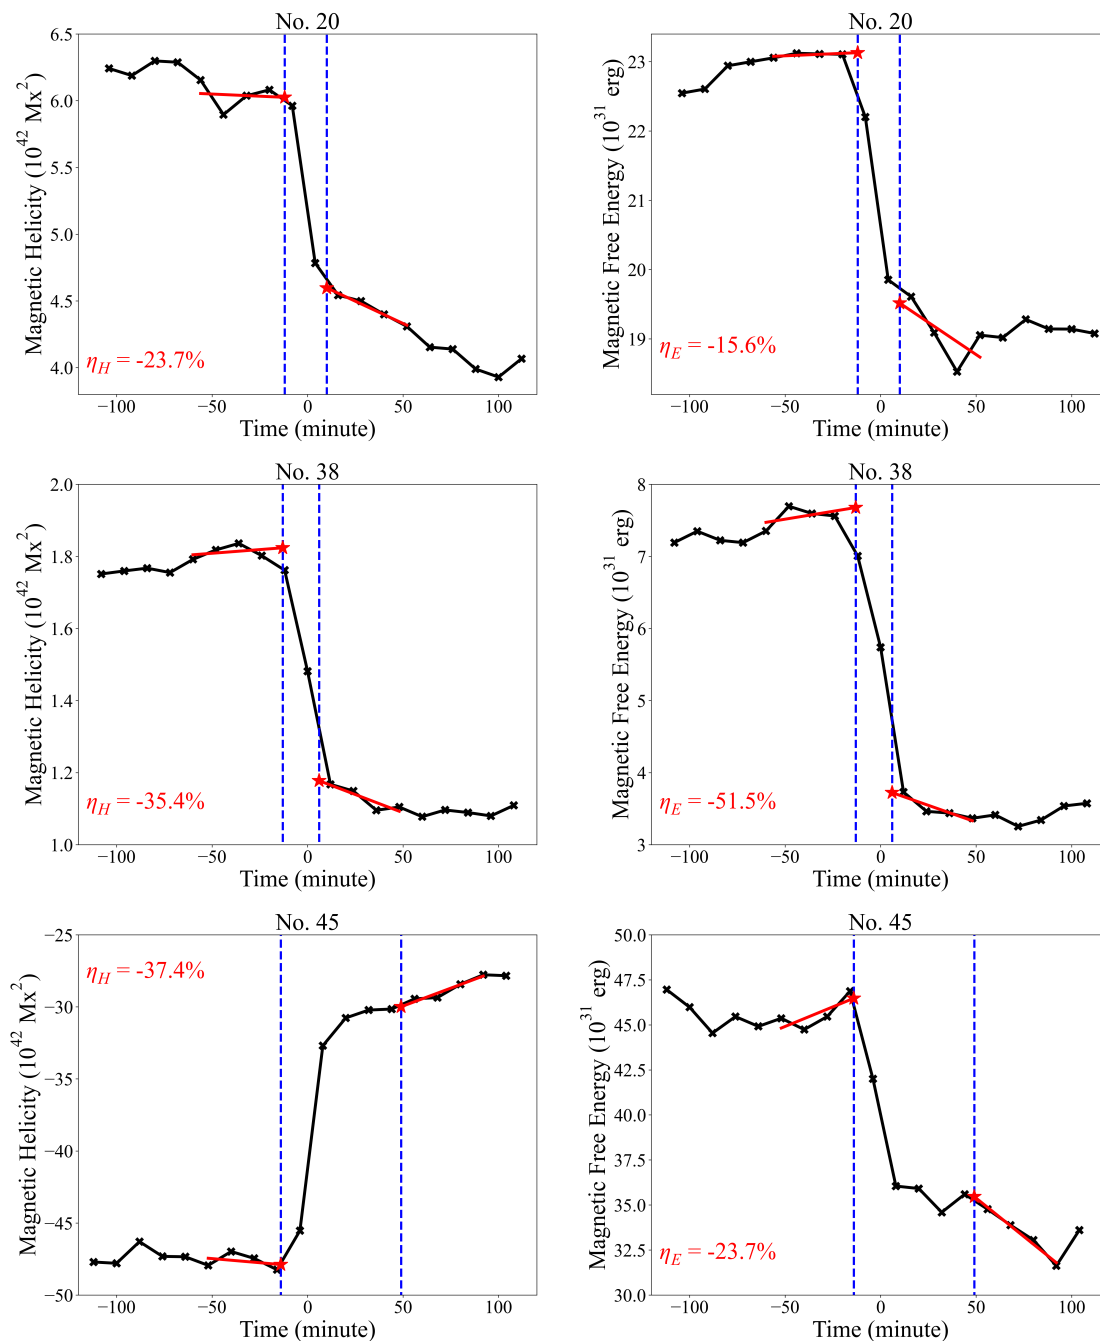 No. 20
Magnetic Helicity (10^42 Mx^2)
6.5
6.0
5.5
5.0
4.5
4.0
η_H = -23.7%
−100 −50 0 50 100
Time (minute)
No. 20
Magnetic Free Energy (10^31 erg)
23
22
21
20
19
η_E = -15.6%
−100 −50 0 50 100
Time (minute)
No. 38
Magnetic Helicity (10^42 Mx^2)
2.0
1.8
1.6
1.4
1.2
1.0
η_H = -35.4%
−100 −50 0 50 100
Time (minute)
No. 38
Magnetic Free Energy (10^31 erg)
8
7
6
5
4
3
η_E = -51.5%
−100 −50 0 50 100
Time (minute)
No. 45
Magnetic Helicity (10^42 Mx^2)
−25
−30
−35
−40
−45
−50
η_H = -37.4%
−100 −50 0 50 100
Time (minute)
No. 45
Magnetic Free Energy (10^31 erg)
50.0
47.5
45.0
42.5
40.0
37.5
35.0
32.5
30.0
η_E = -23.7%
−100 −50 0 50 100
Time (minute)